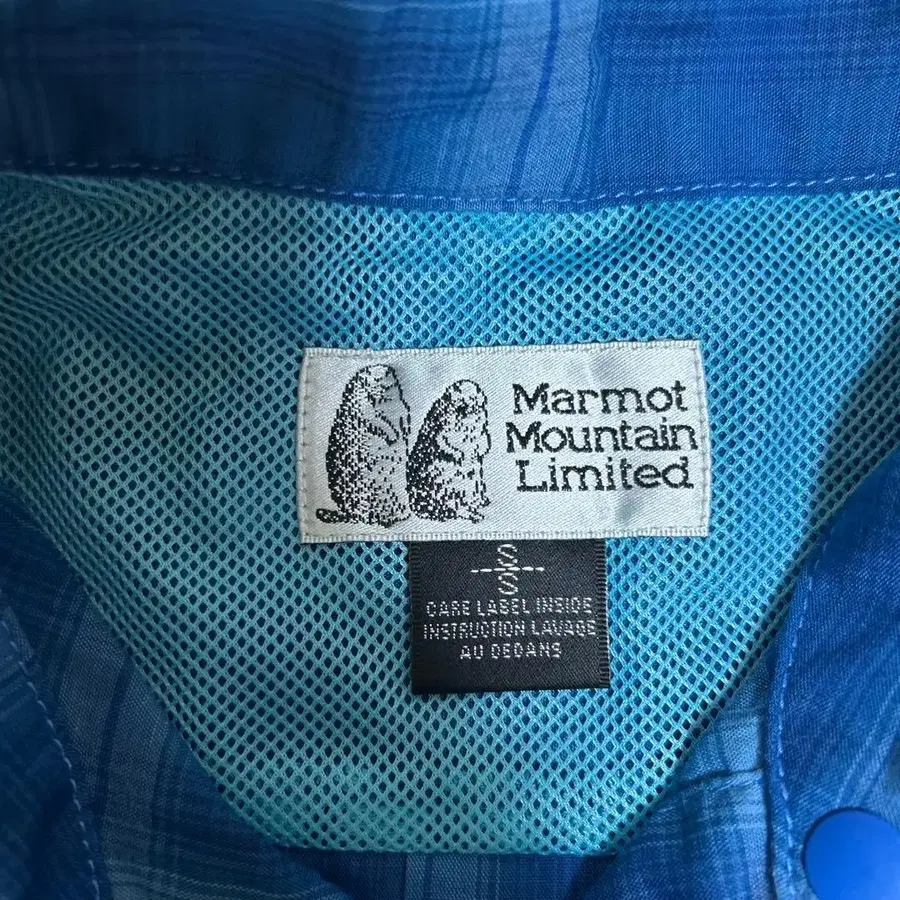 Marmot
Mountain
Limited
S
S
CARE LABEL INSIDE
INSTRUCTION LAVAGE
AU DEDANS